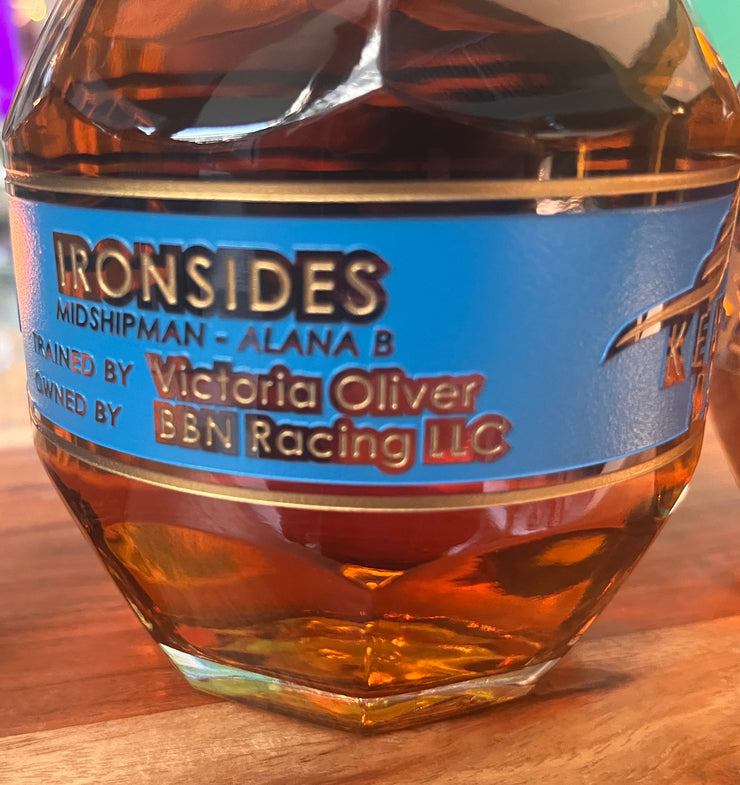 IRONSIDES
MIDSHIPMAN - ALANA B
TRAINED BY Victoria Oliver
OWNED BY BBN Racing LLC